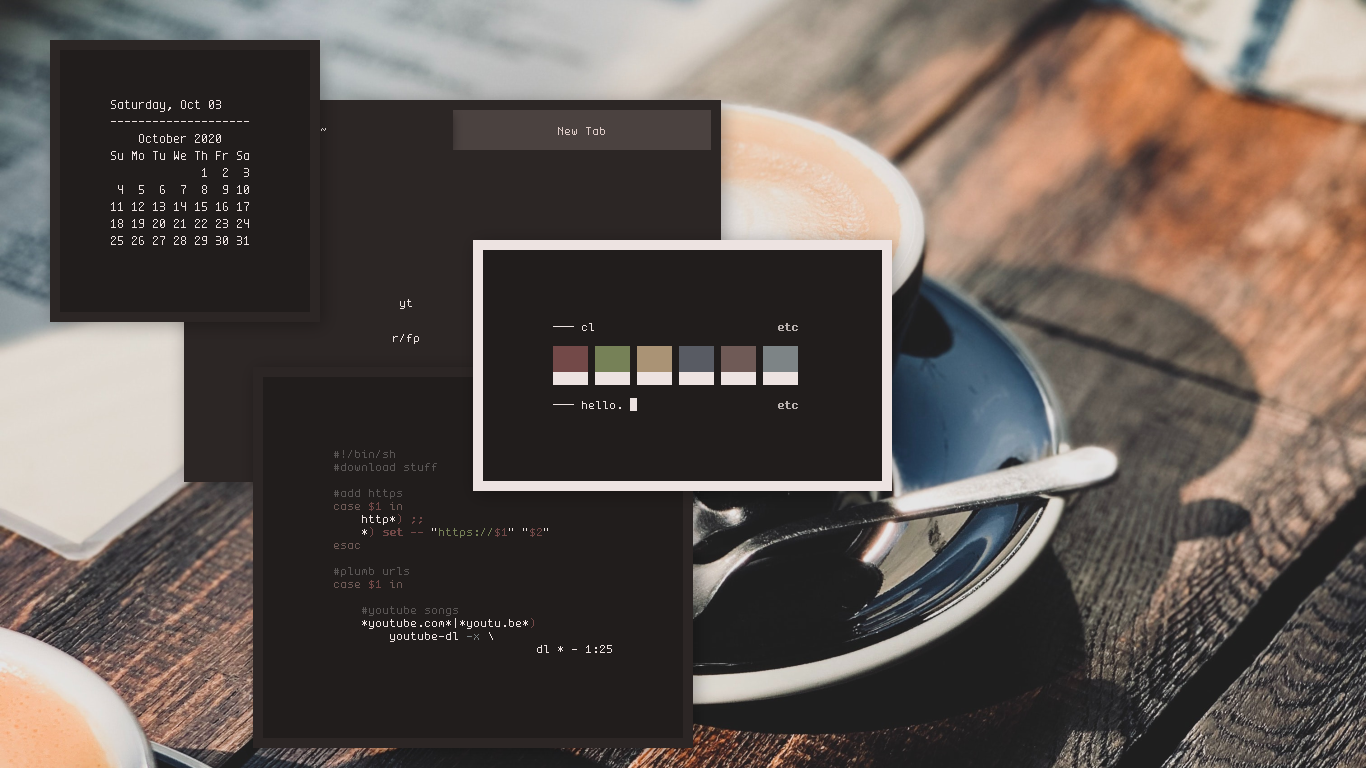 Saturday, Oct 03
--------------------
October 2020
Su Mo Tu We Th Fr Sa
1 2 3
4 5 6 7 8 9 10
11 12 13 14 15 16 17
18 19 20 21 22 23 24
25 26 27 28 29 30 31
~
New Tab
yt
r/fp
cl etc
hello. etc
#!/bin/sh
#download stuff
#add https
case $1 in
http*) ;;
*) set -- "https://$1" "$2"
esac
#plumb urls
case $1 in
#youtube songs
*youtube.com*|*youtu.be*)
youtube-dl -x \
dl * - 1:25